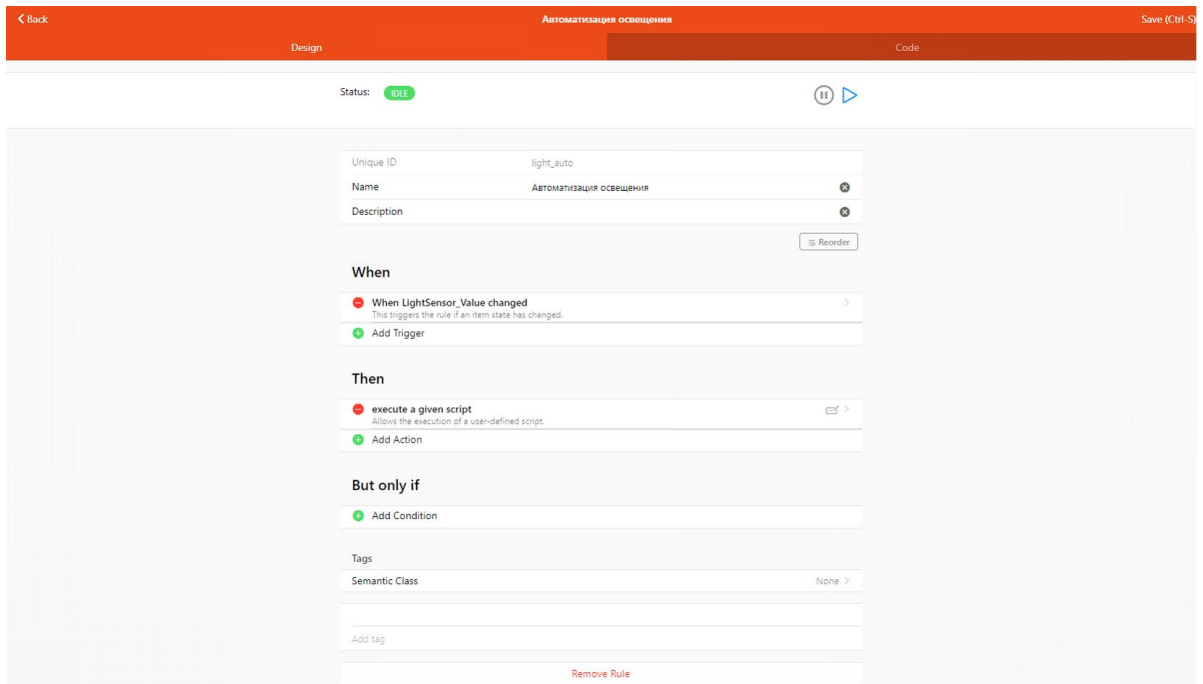 Back
Автоматизация освещения
Save (Ctrl-S)
Design
Code
Status: IDLE
Unique ID light_auto
Name Автоматизация освещения
Description
Reorder
When
When LightSensor_Value changed
This triggers the rule if an item state has changed.
Add Trigger
Then
execute a given script
Allows the execution of a user-defined script.
Add Action
But only if
Add Condition
Tags
Semantic Class None
Add tag
Remove Rule